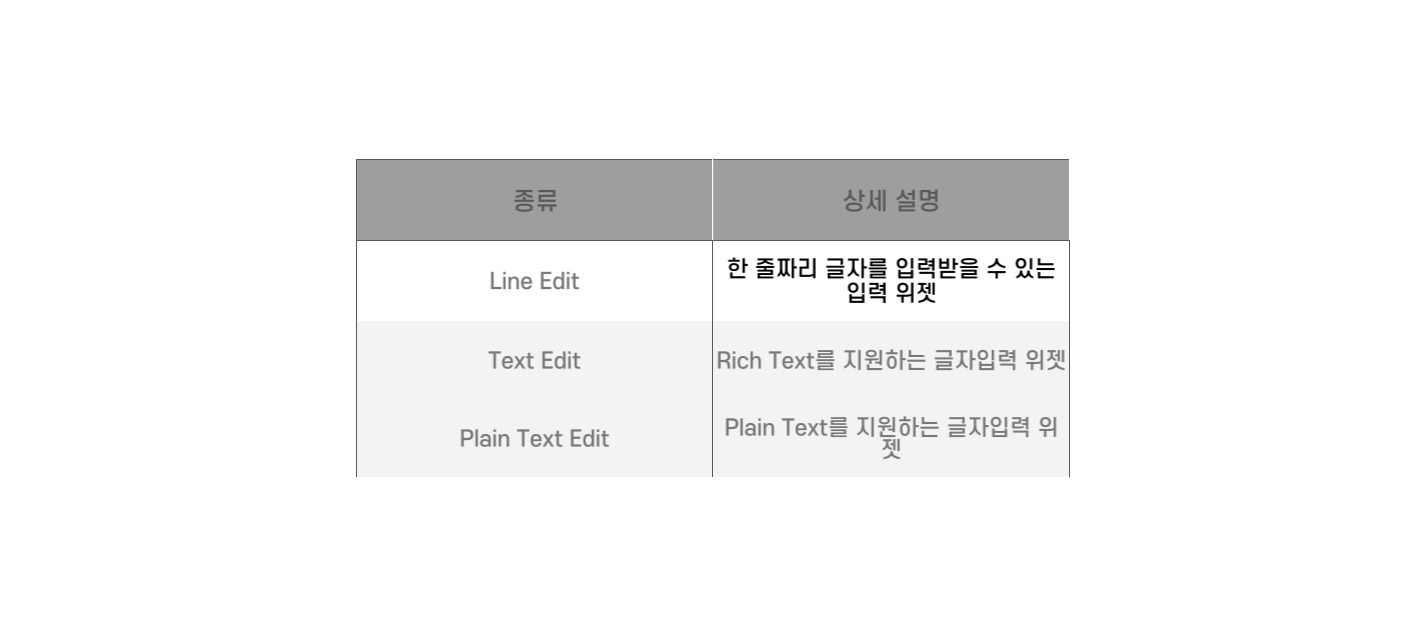 종류
상세 설명
Line Edit
한 줄짜리 글자를 입력받을 수 있는
입력 위젯
Text Edit
Rich Text를 지원하는 글자입력 위젯
Plain Text Edit
Plain Text를 지원하는 글자입력 위
젯